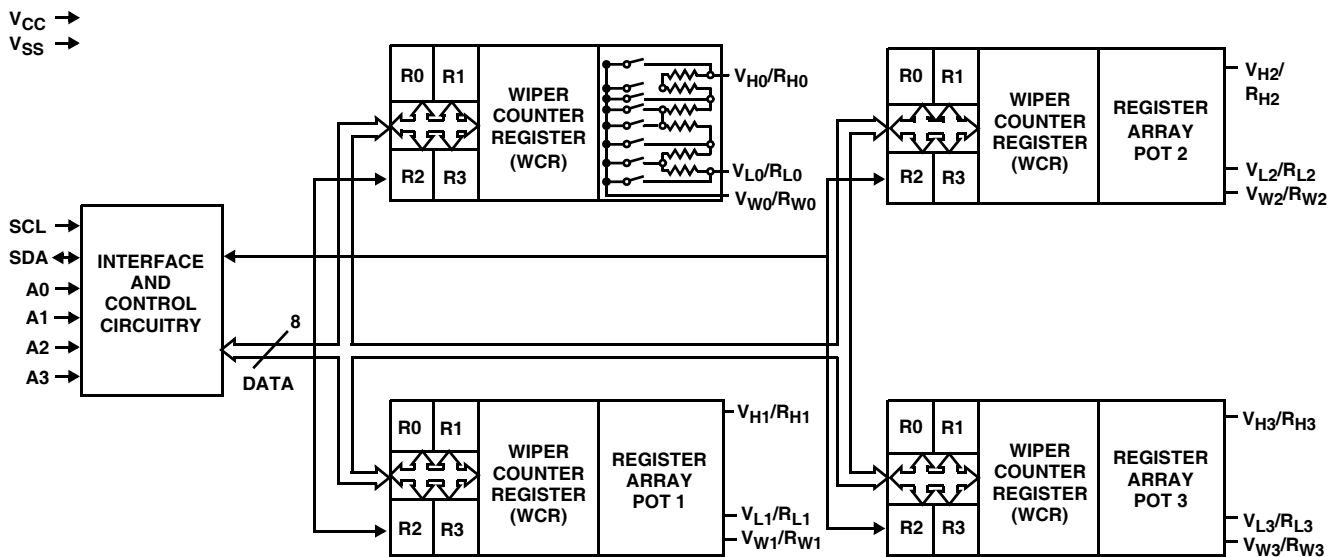 VCC
VSS
R0 R1
R2 R3
WIPER
COUNTER
REGISTER
(WCR)
VH0/RH0
VL0/RL0
VW0/RW0
R0 R1
R2 R3
WIPER
COUNTER
REGISTER
(WCR)
REGISTER
ARRAY
POT 2
VH2/
RH2
VL2/RL2
VW2/RW2
SCL
SDA
A0
A1
A2
A3
INTERFACE
AND
CONTROL
CIRCUITRY
8
DATA
R0 R1
R2 R3
WIPER
COUNTER
REGISTER
(WCR)
REGISTER
ARRAY
POT 1
VH1/RH1
VL1/RL1
VW1/RW1
R0 R1
R2 R3
WIPER
COUNTER
REGISTER
(WCR)
REGISTER
ARRAY
POT 3
VH3/RH3
VL3/RL3
VW3/RW3